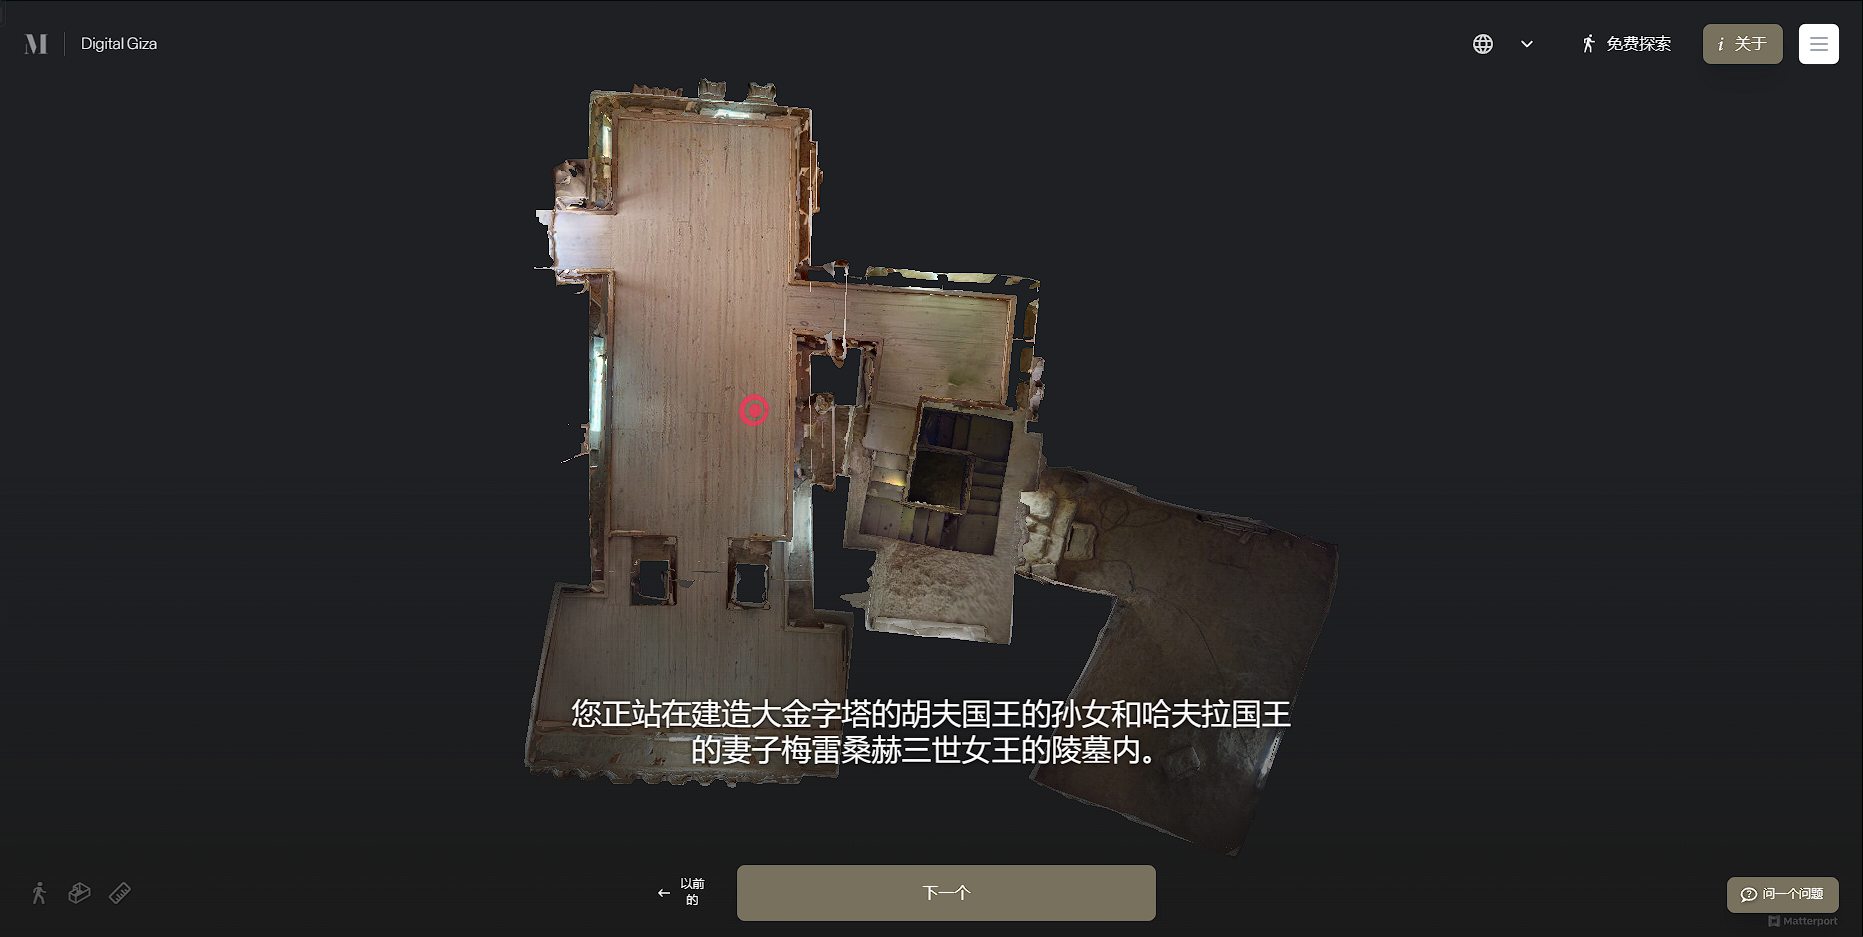 M
Digital Giza
免费探索
i 关于
您正站在建造大金字塔的胡夫国王的孙女和哈夫拉国王
的妻子梅雷桑赫三世女王的陵墓内。
以前
的
下一个
问一个问题
Matterport